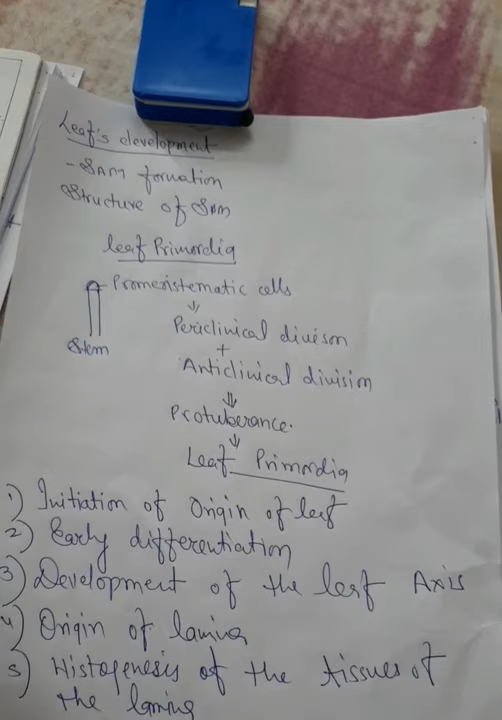 Leaf's development
- SAM formation
Structure of SAM
leaf Primordia
Promeristematic cells
⇓
Stem
Periclinical divison
+
Anticlinical division
⇓
Protuberance.
⇓
Leaf Primordia
1) Initiation of Origin of leaf
2) Early differentiation
3) Development of the leaf Axis
4) Origin of lamina
5) Histogenesis of the tissues of
the lamina